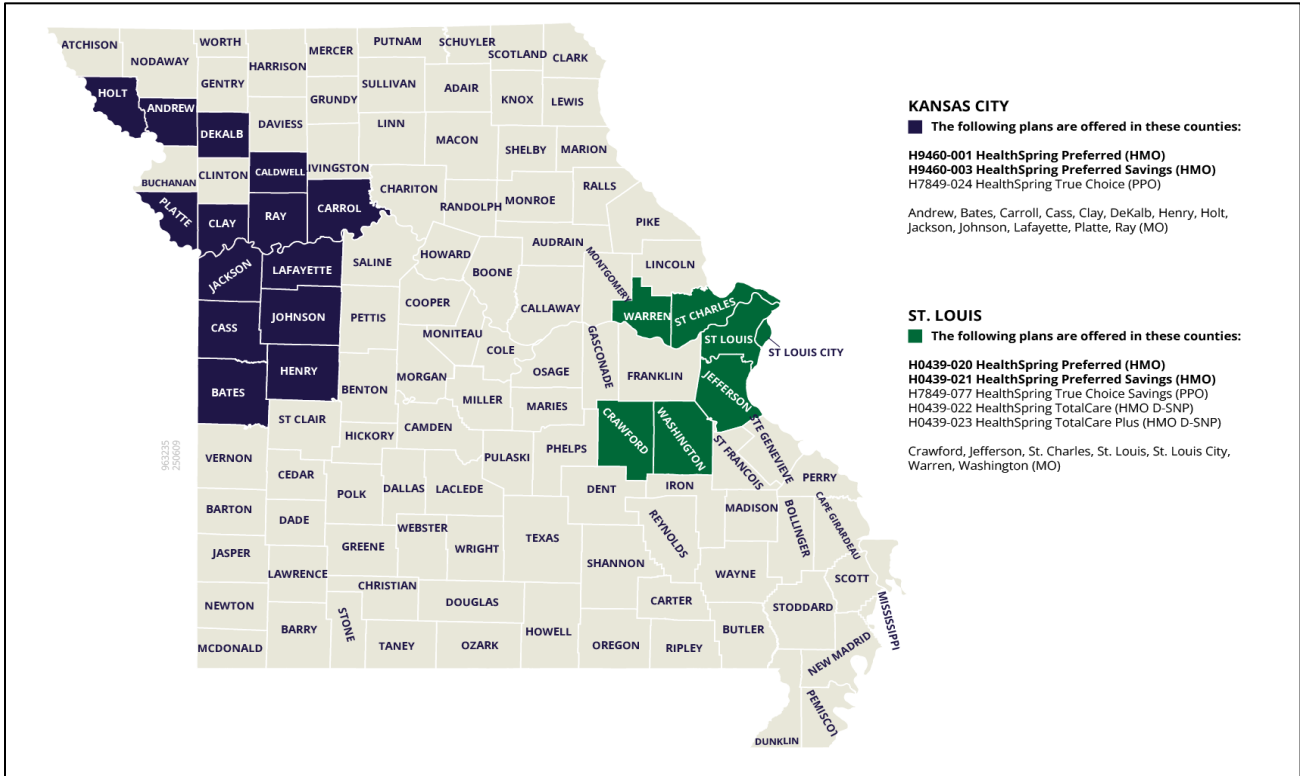 ATCHISON
WORTH
MERCER
PUTNAM
SCHUYLER
SCOTLAND
CLARK
NODAWAY
HARRISON
GENTRY
SULLIVAN
ADAIR
KNOX
LEWIS
HOLT
ANDREW
GRUNDY
DEKALB
DAVIESS
LINN
MACON
SHELBY
MARION
CLINTON
CALDWELL
IVINGSTON
BUCHANAN
CHARITON
RALLS
PLATTE
CLAY
RAY
CARROL
RANDOLPH
MONROE
PIKE
AUDRAIN
JACKSON
LAFAYETTE
SALINE
HOWARD
BOONE
MONTGOMERY
LINCOLN
CASS
JOHNSON
PETTIS
COOPER
CALLAWAY
WARREN
ST CHARLES
MONITEAU
COLE
ST LOUIS
ST LOUIS CITY
BATES
HENRY
BENTON
MORGAN
MILLER
OSAGE
GASCONADE
FRANKLIN
JEFFERSON
MARIES
ST CLAIR
HICKORY
CAMDEN
CRAWFORD
WASHINGTON
STE GENEVIEVE
ST FRANCOIS
VERNON
CEDAR
PULASKI
PHELPS
PERRY
POLK
DALLAS
LACLEDE
DENT
IRON
BARTON
DADE
WEBSTER
MADISON
BOLLINGER
CAPE GIRARDEAU
JASPER
GREENE
WRIGHT
TEXAS
REYNOLDS
SHANNON
LAWRENCE
CHRISTIAN
WAYNE
SCOTT
NEWTON
STONE
DOUGLAS
CARTER
STODDARD
MISSISSIPPI
MCDONALD
BARRY
TANEY
OZARK
HOWELL
OREGON
RIPLEY
BUTLER
NEW MADRID
PEMISCOT
DUNKLIN
963235
250609
KANSAS CITY
The following plans are offered in these counties:
H9460-001 HealthSpring Preferred (HMO)
H9460-003 HealthSpring Preferred Savings (HMO)
H7849-024 HealthSpring True Choice (PPO)
Andrew, Bates, Carroll, Cass, Clay, DeKalb, Henry, Holt,
Jackson, Johnson, Lafayette, Platte, Ray (MO)
ST. LOUIS
The following plans are offered in these counties:
H0439-020 HealthSpring Preferred (HMO)
H0439-021 HealthSpring Preferred Savings (HMO)
H7849-077 HealthSpring True Choice Savings (PPO)
H0439-022 HealthSpring TotalCare (HMO D-SNP)
H0439-023 HealthSpring TotalCare Plus (HMO D-SNP)
Crawford, Jefferson, St. Charles, St. Louis, St. Louis City,
Warren, Washington (MO)